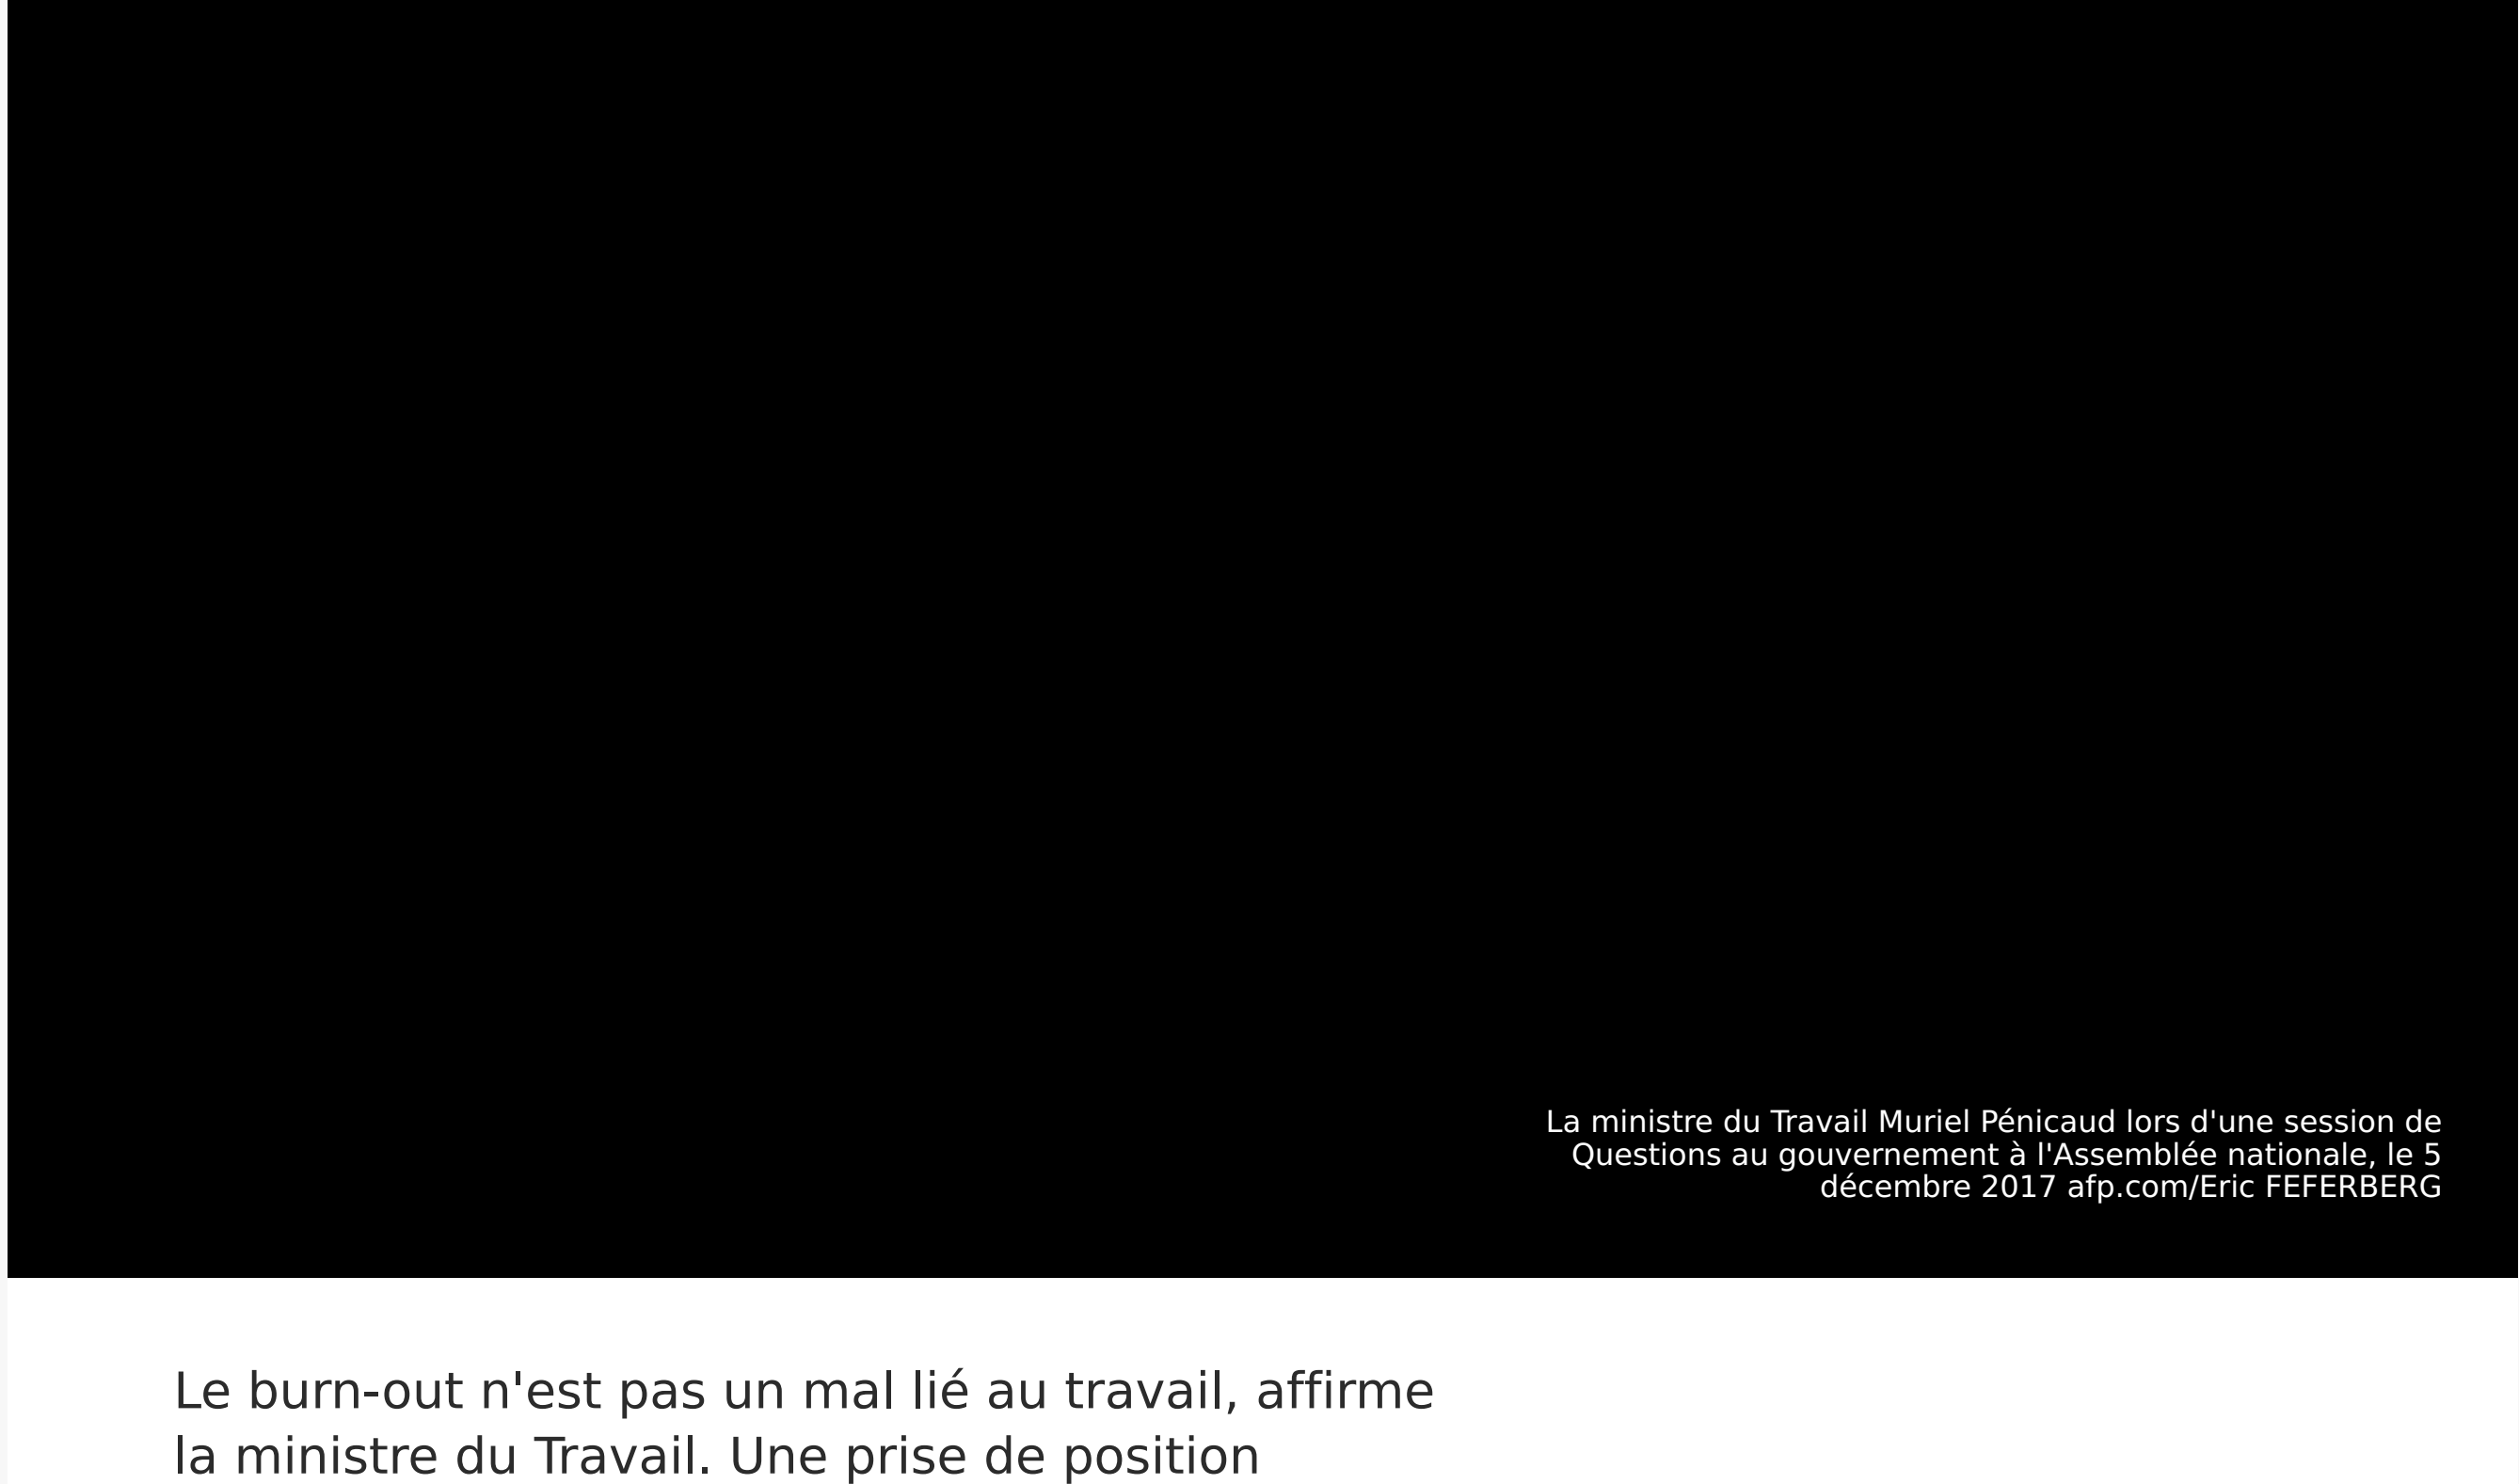 La ministre du Travail Muriel Pénicaud lors d'une session de
Questions au gouvernement à l'Assemblée nationale, le 5
décembre 2017 afp.com/Eric FEFERBERG
Le burn-out n'est pas un mal lié au travail, affirme
la ministre du Travail. Une prise de position